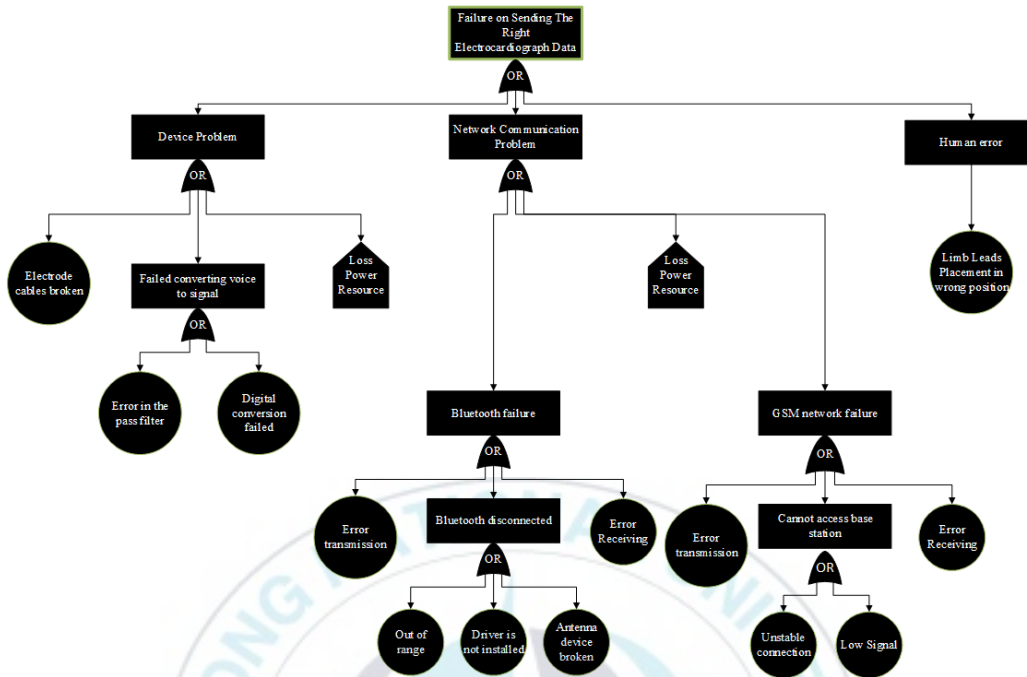 Failure on Sending The
Right
Electrocardiograph Data
OR
Device Problem
Network Communication
Problem
Human error
OR
OR
Electrode
cables broken
Failed converting voice
to signal
Loss
Power
Resource
Loss
Power
Resource
Limb Leads
Placement in
wrong position
OR
Error in the
pass filter
Digital
conversion
failed
Bluetooth failure
GSM network failure
OR
OR
Error
transmission
Bluetooth disconnected
Error
Receiving
Error
transmission
Cannot access base
station
Error
Receiving
OR
OR
Out of
range
Driver is
not installed
Antenna
device
broken
Unstable
connection
Low Signal